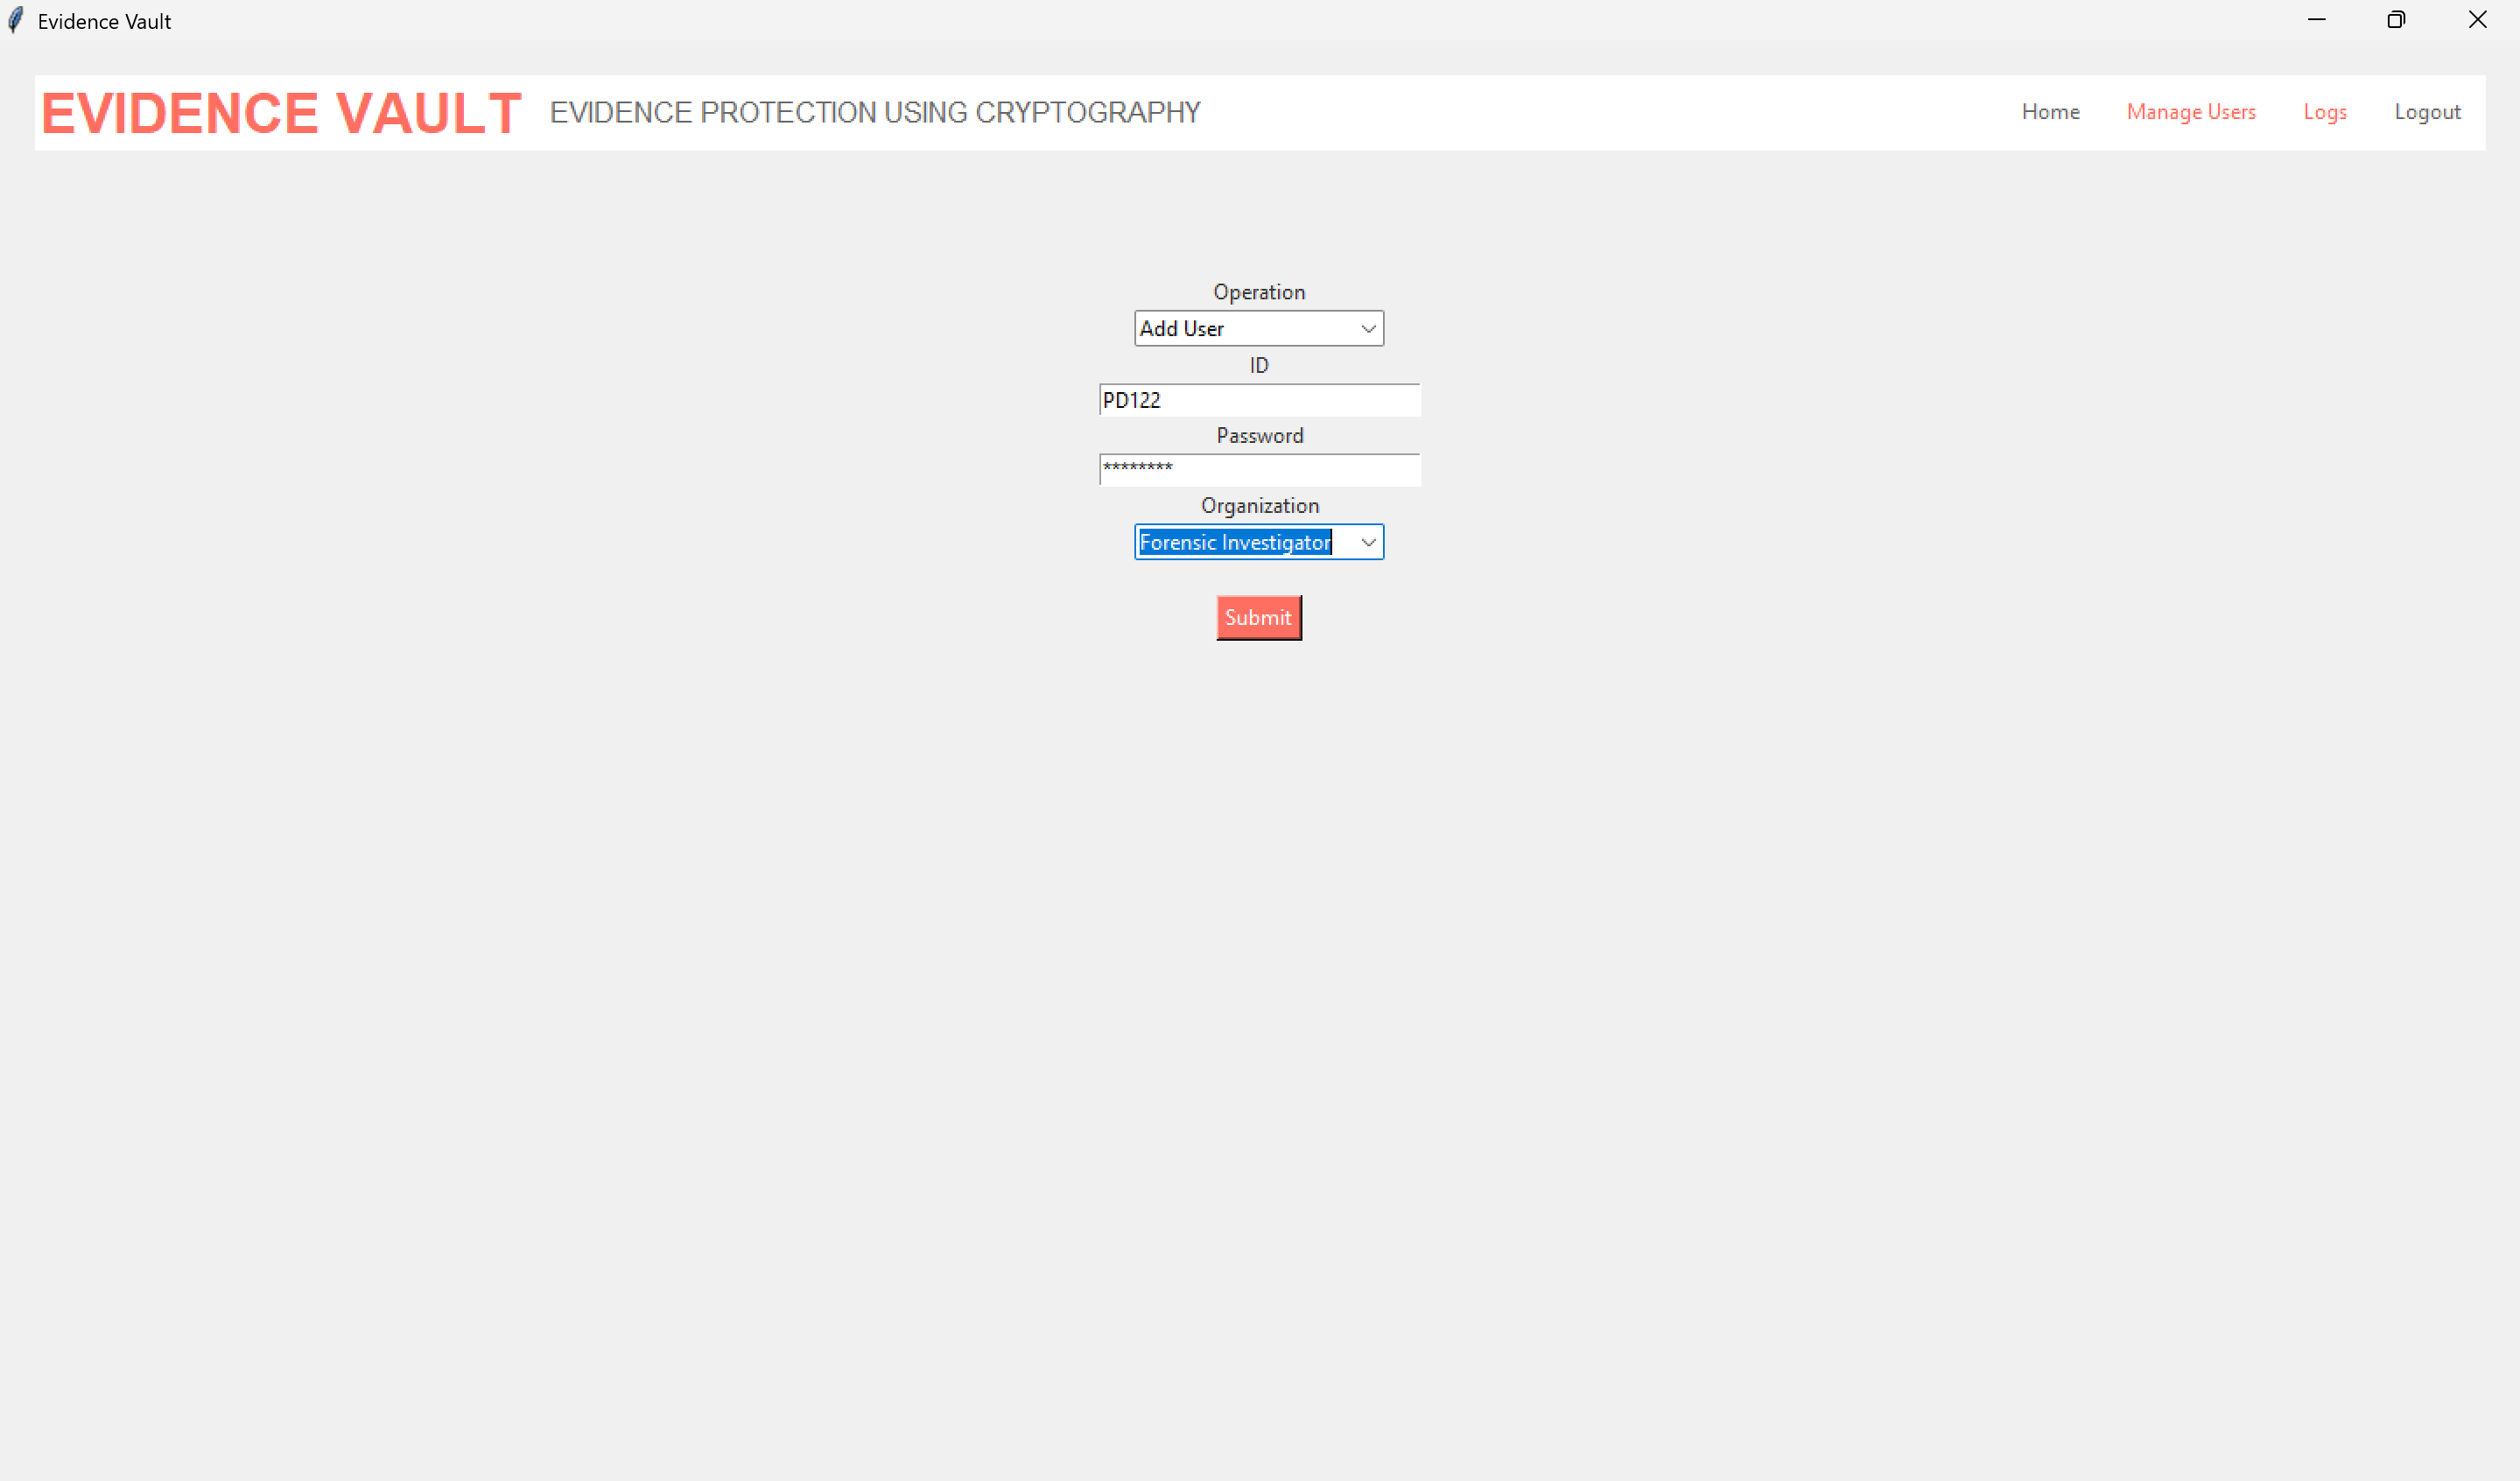 Evidence Vault
EVIDENCE VAULT EVIDENCE PROTECTION USING CRYPTOGRAPHY Home Manage Users Logs Logout
Operation
Add User
ID
PD122
Password
********
Organization
Forensic Investigator
Submit